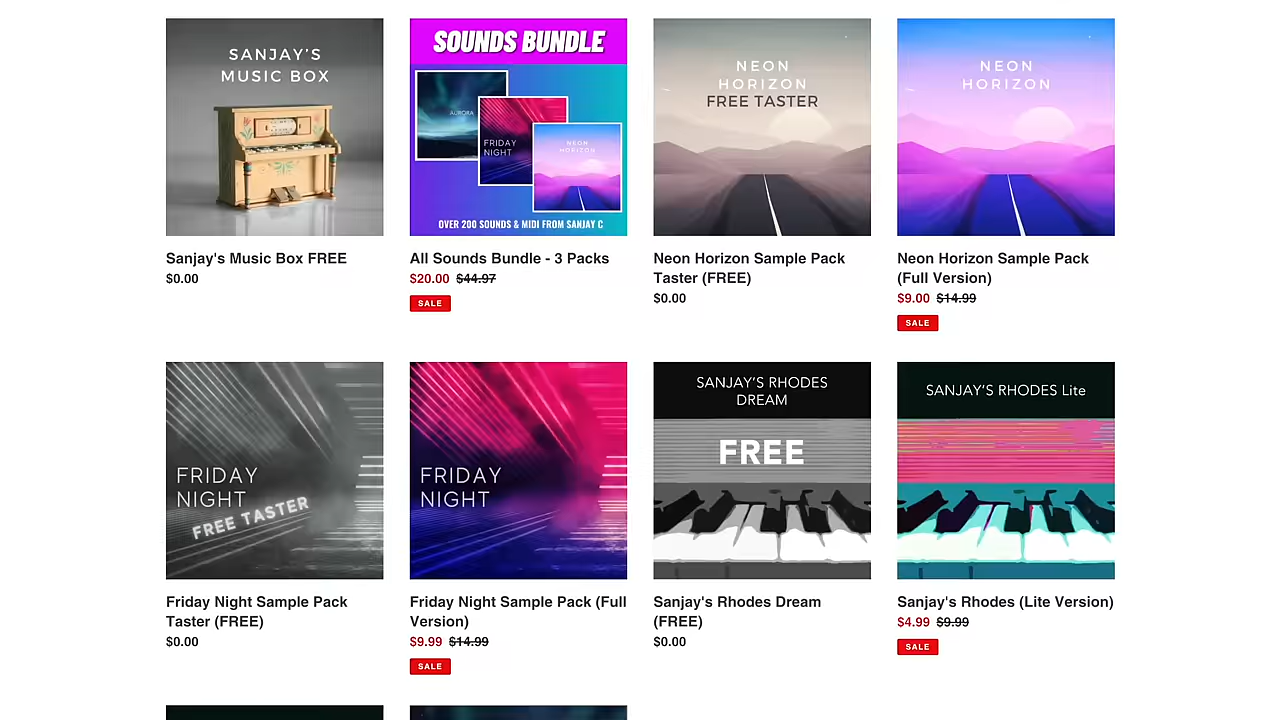 SANJAY'S
MUSIC BOX
SOUNDS BUNDLE
AURORA
FRIDAY
NIGHT
NEON
HORIZON
OVER 200 SOUNDS & MIDI FROM SANJAY C
NEON
HORIZON
FREE TASTER
NEON
HORIZON
Sanjay's Music Box FREE
$0.00
All Sounds Bundle - 3 Packs
$20.00 $44.97
SALE
Neon Horizon Sample Pack
Taster (FREE)
$0.00
Neon Horizon Sample Pack
(Full Version)
$9.00 $14.99
SALE
FRIDAY
NIGHT
FREE TASTER
FRIDAY
NIGHT
SANJAY'S RHODES
DREAM
FREE
SANJAY'S RHODES Lite
Friday Night Sample Pack
Taster (FREE)
$0.00
Friday Night Sample Pack (Full
Version)
$9.99 $14.99
SALE
Sanjay's Rhodes Dream
(FREE)
$0.00
Sanjay's Rhodes (Lite Version)
$4.99 $9.99
SALE